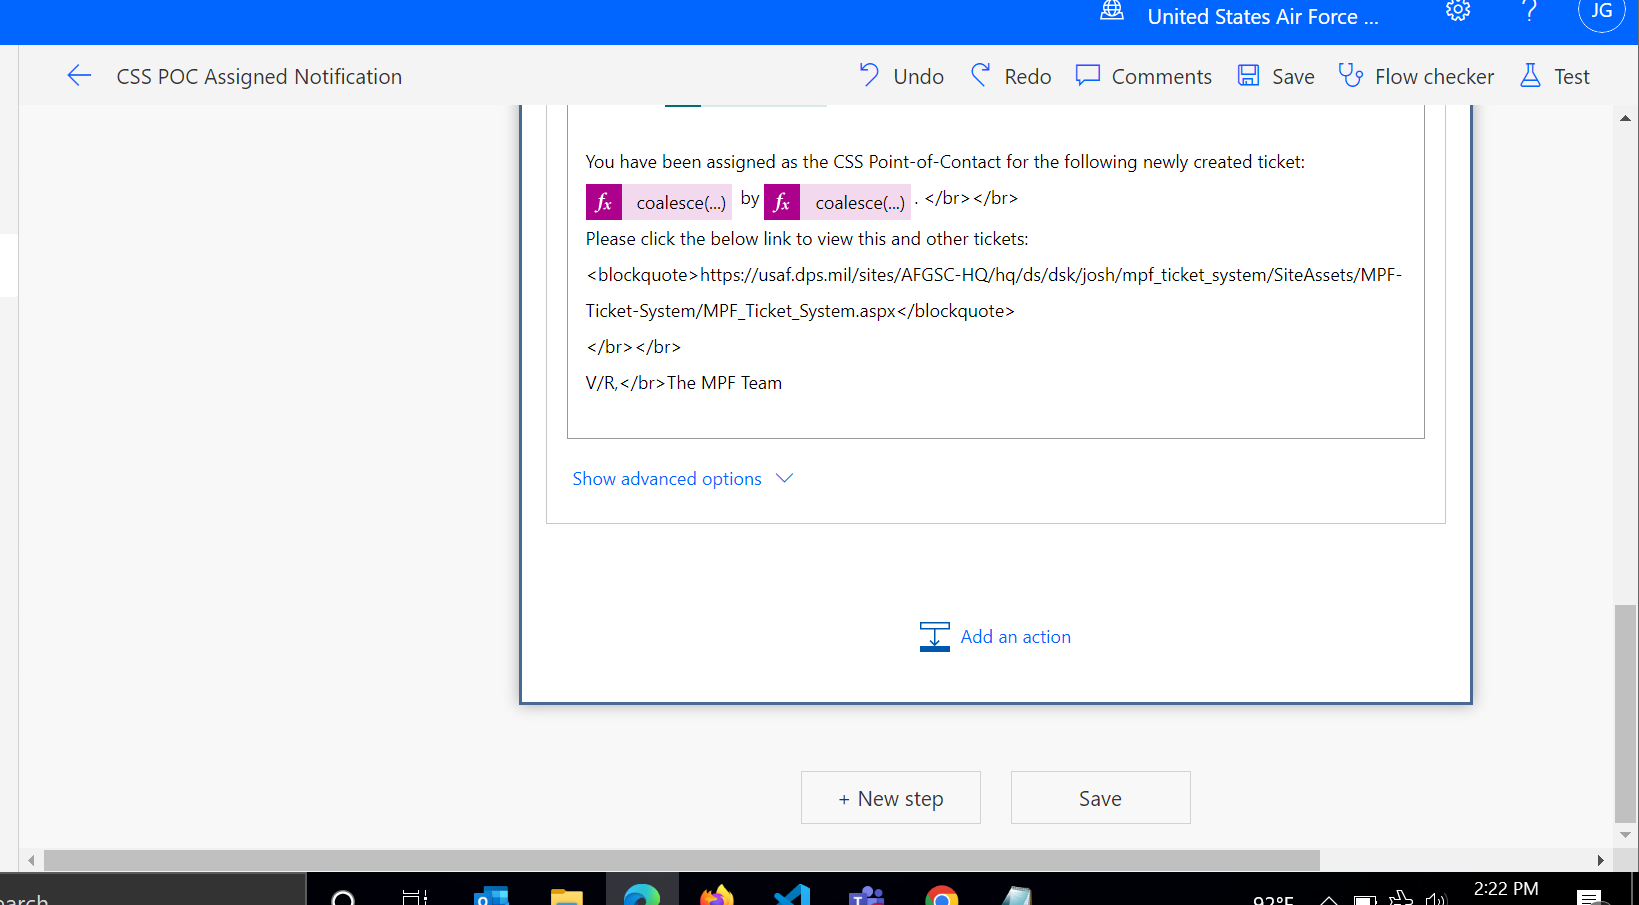 United States Air Force ...
?
JG
CSS POC Assigned Notification
Undo
Redo
Comments
Save
Flow checker
Test
You have been assigned as the CSS Point-of-Contact for the following newly created ticket:
fx coalesce(...) by fx coalesce(...) . </br></br>
Please click the below link to view this and other tickets:
<blockquote>https://usaf.dps.mil/sites/AFGSC-HQ/hq/ds/dsk/josh/mpf_ticket_system/SiteAssets/MPF-
Ticket-System/MPF_Ticket_System.aspx</blockquote>
</br></br>
V/R,</br>The MPF Team
Show advanced options
Add an action
+ New step
Save
2:22 PM